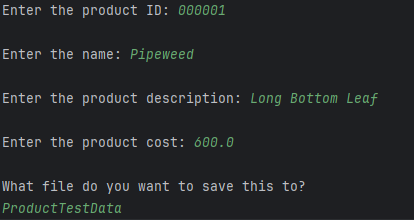 Enter the product ID: 000001
Enter the name: Pipeweed
Enter the product description: Long Bottom Leaf
Enter the product cost: 600.0
What file do you want to save this to?
ProductTestData